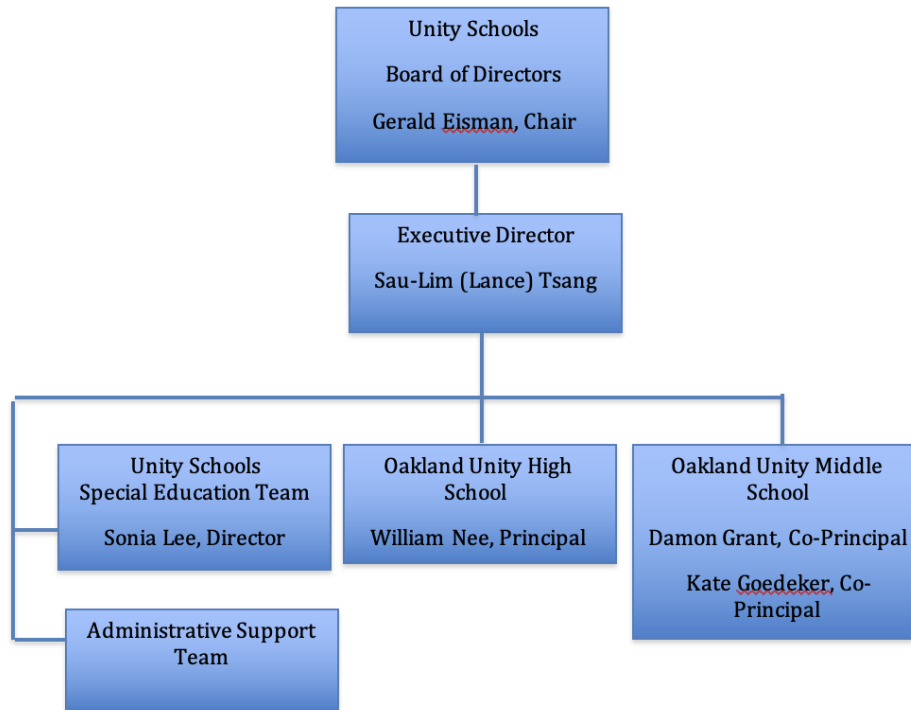 Unity Schools
Board of Directors
Gerald Eisman, Chair
Executive Director
Sau-Lim (Lance) Tsang
Unity Schools
Special Education Team
Sonia Lee, Director
Oakland Unity High
School
William Nee, Principal
Oakland Unity Middle
School
Damon Grant, Co-Principal
Kate Goedeker, Co-
Principal
Administrative Support
Team